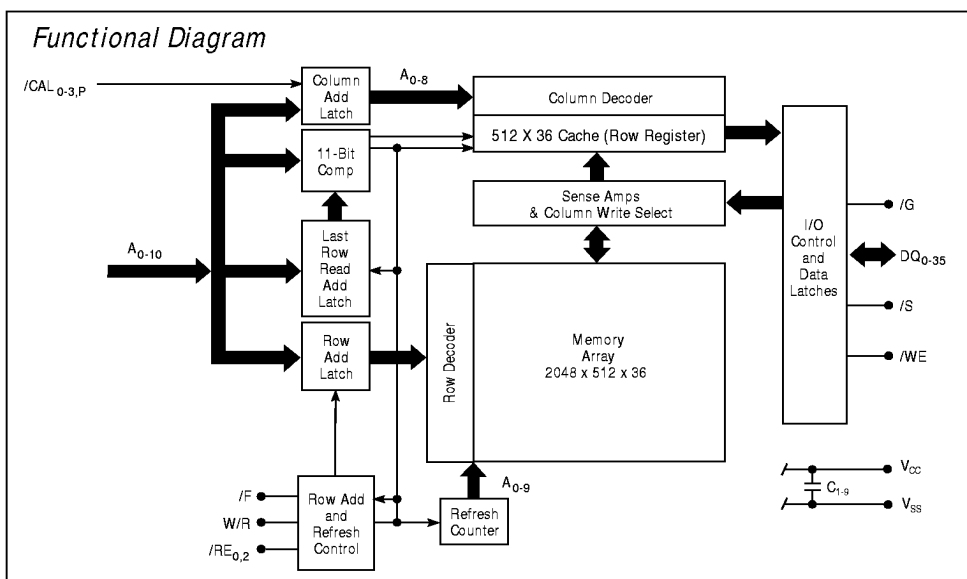 Functional Diagram
/CAL0-3,P
Column
Add
Latch
A0-8
Column Decoder
512 X 36 Cache (Row Register)
11-Bit
Comp
Sense Amps
& Column Write Select
I/O
Control
and
Data
Latches
/G
DQ0-35
/S
/WE
A0-10
Last
Row
Read
Add
Latch
Row
Add
Latch
Row Decoder
Memory
Array
2048 x 512 x 36
A0-9
/F
W/R
/RE0,2
Row Add
and
Refresh
Control
Refresh
Counter
VCC
C1-9
VSS